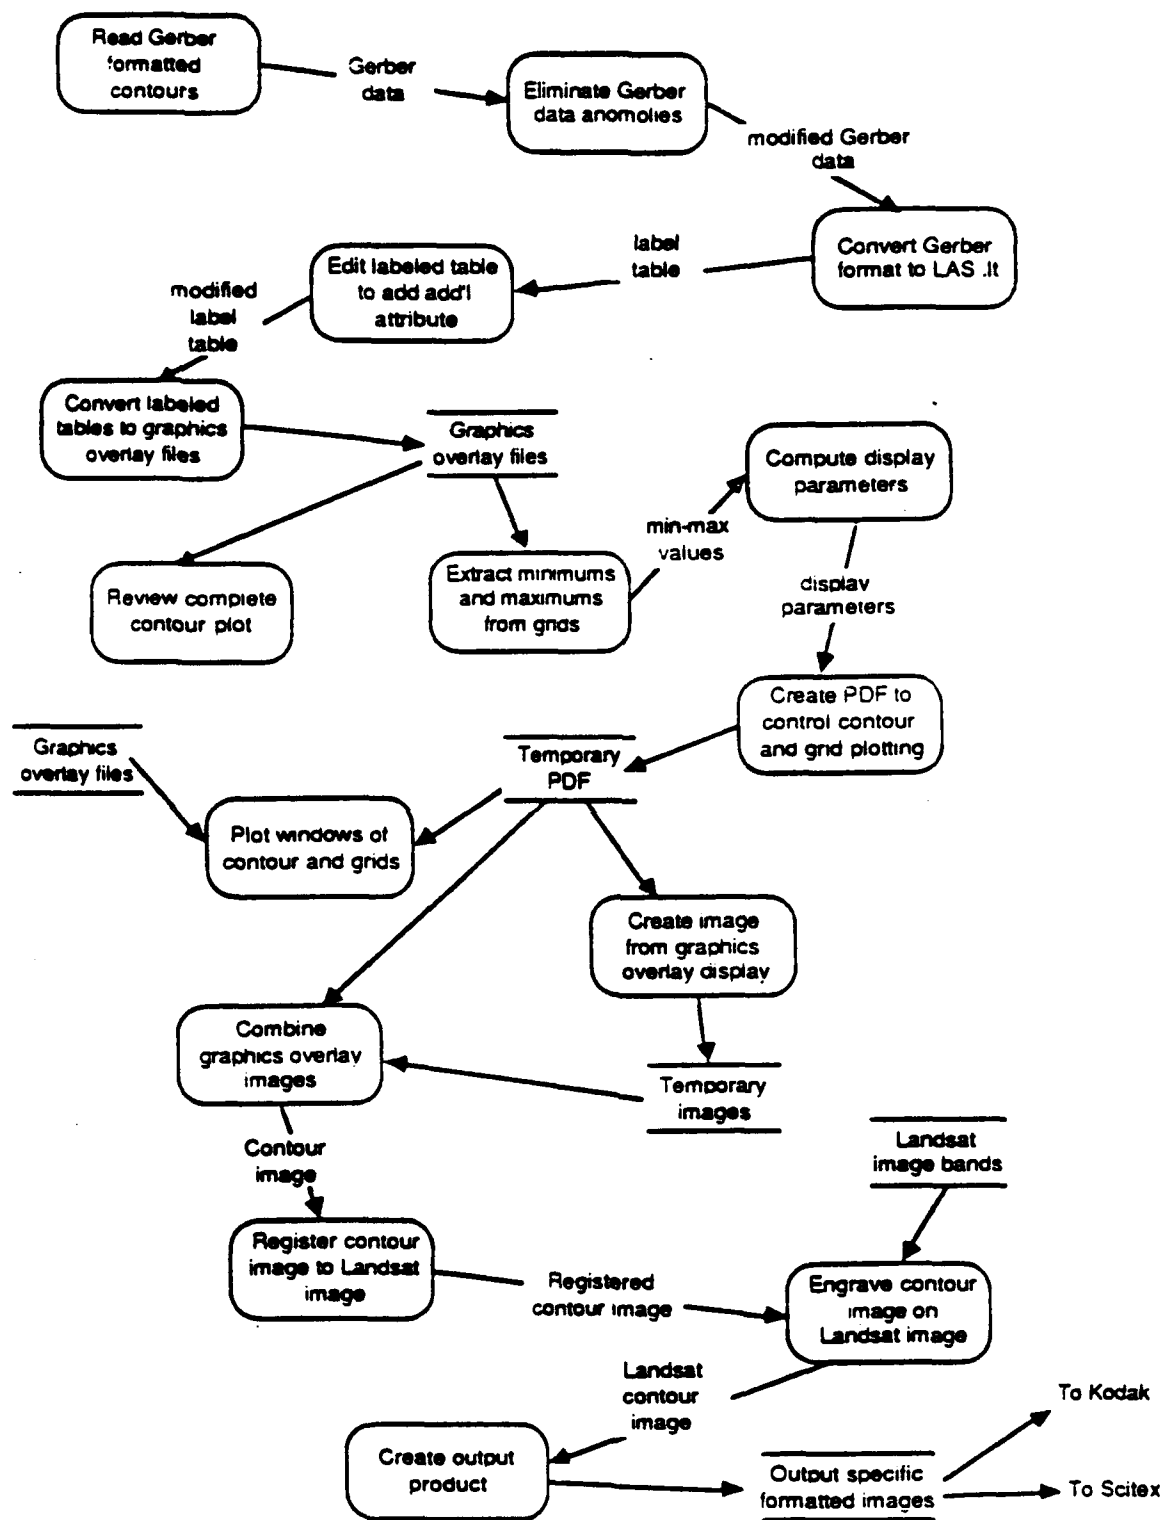 Read Gerber
formatted
contours
Gerber
data
Eliminate Gerber
data anomolies
modified Gerber
data
Convert Gerber
format to LAS .lt
label
table
Edit labeled table
to add add'l
attribute
modified
label
table
Convert labeled
tables to graphics
overlay files
Graphics
overlay files
Compute display
parameters
min-max
values
Extract minimums
and maximums
from grids
Review complete
contour plot
display
parameters
Create PDF to
control contour
and grid plotting
Graphics
overlay files
Temporary
PDF
Plot windows of
contour and grids
Create image
from graphics
overlay display
Combine
graphics overlay
images
Temporary
images
Contour
image
Landsat
image bands
Register contour
image to Landsat
image
Registered
contour image
Engrave contour
image on
Landsat image
Landsat
contour
image
Create output
product
Output specific
formatted images
To Kodak
To Scitex